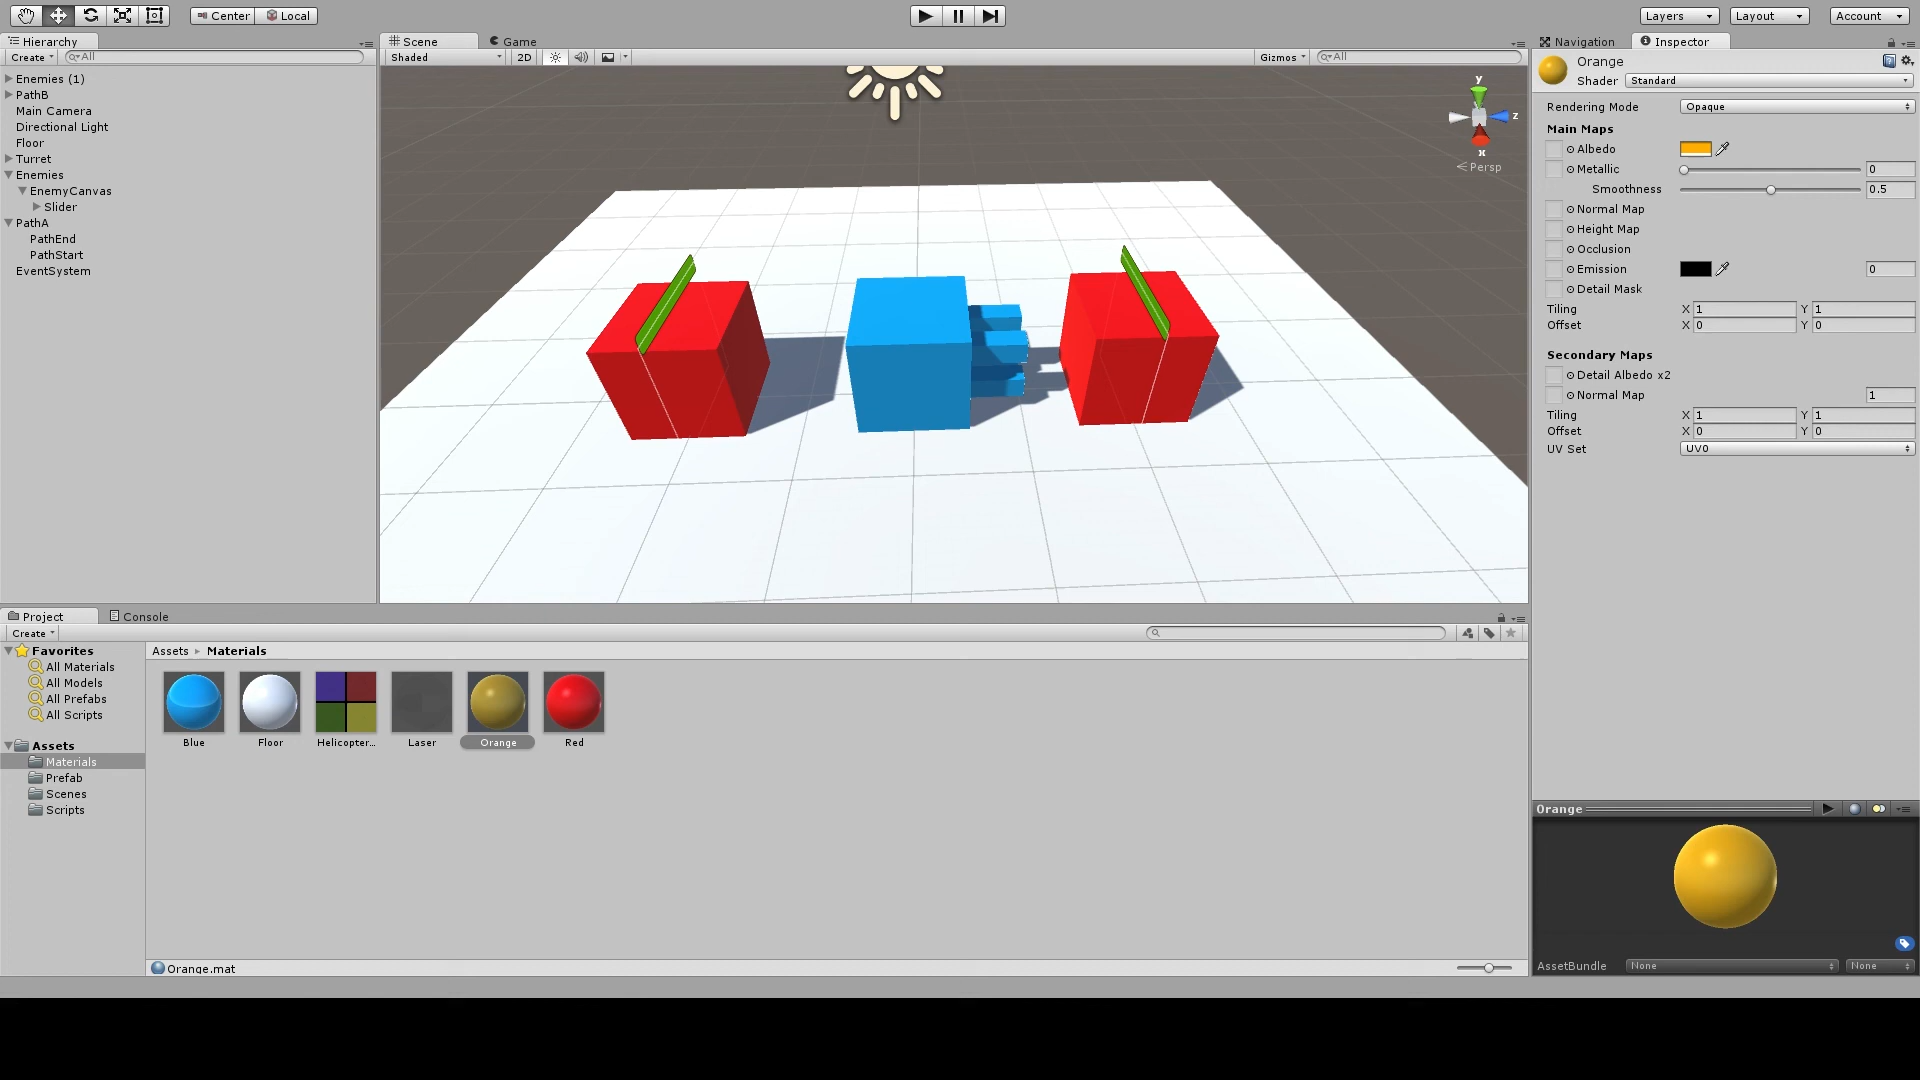 Center Local
Layers Layout Account
Hierarchy
Create All
Enemies (1)
PathB
Main Camera
Directional Light
Floor
Turret
Enemies
EnemyCanvas
Slider
PathA
PathEnd
PathStart
EventSystem
Scene Game
Shaded 2D Gizmos All
y
z
x
Persp
Navigation Inspector
Orange
Shader Standard
Rendering Mode Opaque
Main Maps
Albedo
Metallic 0
Smoothness 0.5
Normal Map
Height Map
Occlusion
Emission 0
Detail Mask
Tiling X 1 Y 1
Offset X 0 Y 0
Secondary Maps
Detail Albedo x2
Normal Map 1
Tiling X 1 Y 1
Offset X 0 Y 0
UV Set UV0
Project Console
Create
Favorites
All Materials
All Models
All Prefabs
All Scripts
Assets
Materials
Prefab
Scenes
Scripts
Assets Materials
Blue Floor Helicopter... Laser Orange Red
Orange.mat
Orange
AssetBundle None None